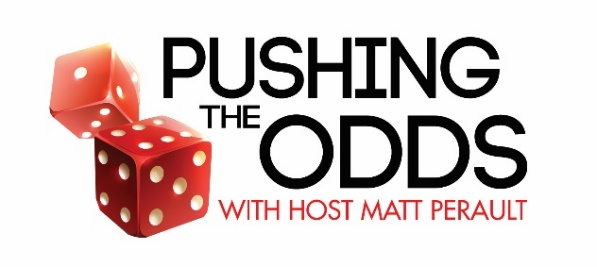 PUSHING
THE ODDS
WITH HOST MATT PERAULT